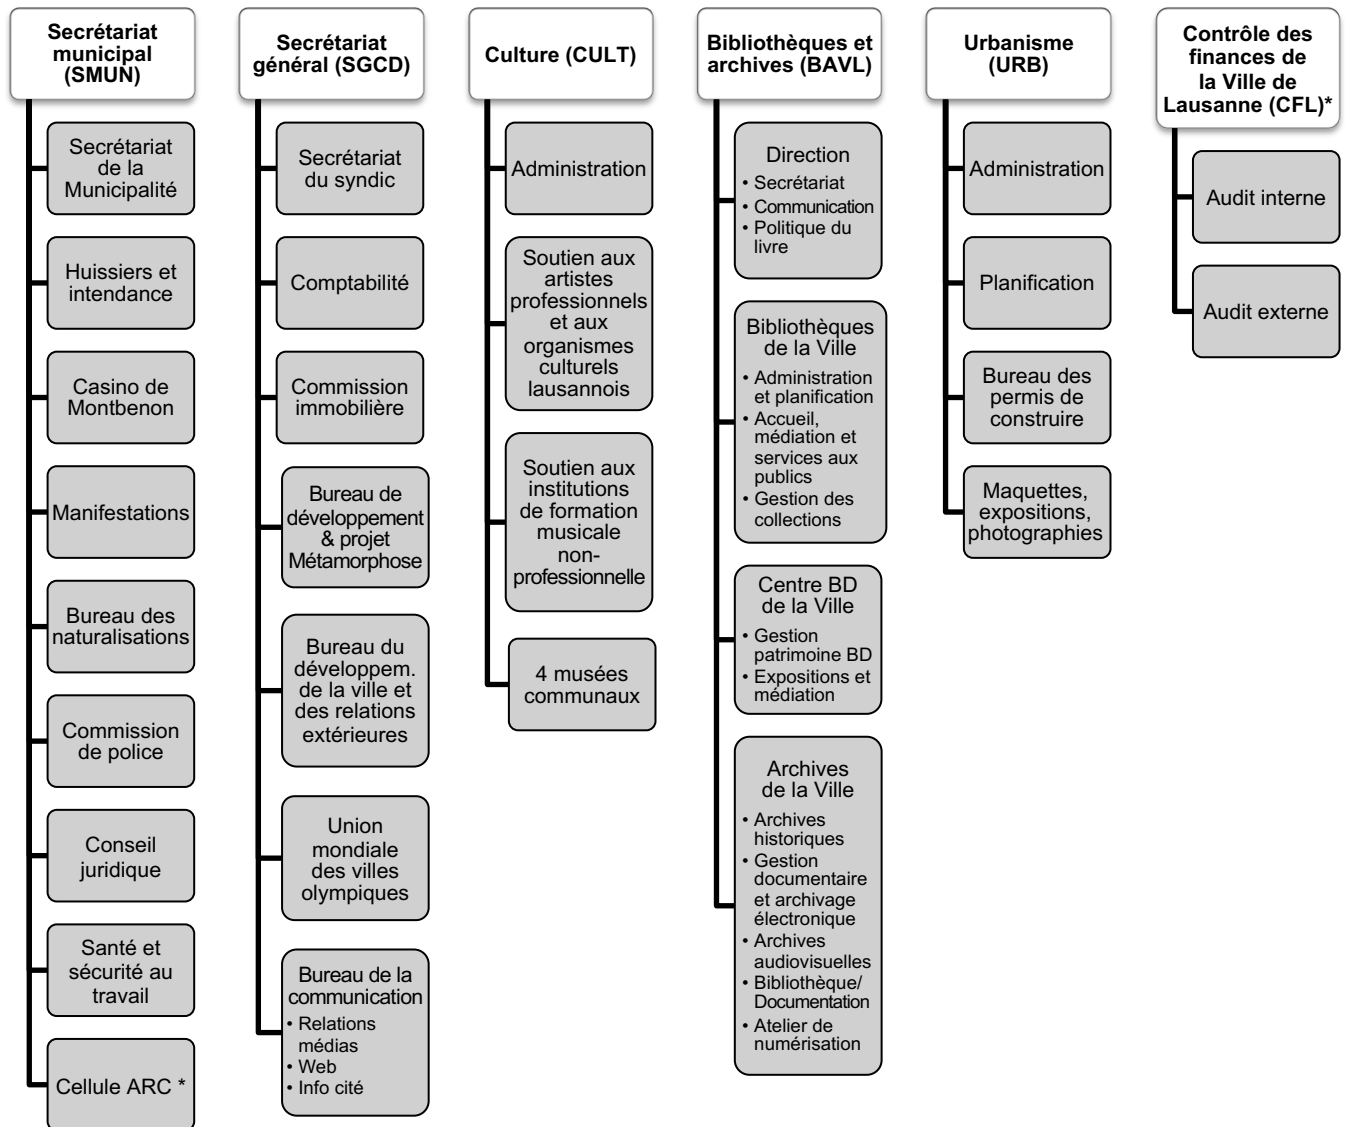 Secrétariat
municipal
(SMUN)
Secrétariat
de la
Municipalité
Huissiers et
intendance
Casino de
Montbenon
Manifestations
Bureau des
naturalisations
Commission
de police
Conseil
juridique
Santé et
sécurité au
travail
Cellule ARC *
Secrétariat
général (SGCD)
Secrétariat
du syndic
Comptabilité
Commission
immobilière
Bureau de
développement
& projet
Métamorphose
Bureau du
développem.
de la ville et
des relations
extérieures
Union
mondiale
des villes
olympiques
Bureau de la
communication
• Relations
médias
• Web
• Info cité
Culture (CULT)
Administration
Soutien aux
artistes
professionnels
et aux
organismes
culturels
lausannois
Soutien aux
institutions
de formation
musicale
non-
professionnelle
4 musées
communaux
Bibliothèques et
archives (BAVL)
Direction
• Secrétariat
• Communication
• Politique du
livre
Bibliothèques
de la Ville
• Administration
et planification
• Accueil,
médiation et
services aux
publics
• Gestion des
collections
Centre BD
de la Ville
• Gestion
patrimoine BD
• Expositions et
médiation
Archives
de la Ville
• Archives
historiques
• Gestion
documentaire
et archivage
électronique
• Archives
audiovisuelles
• Bibliothèque/
Documentation
• Atelier de
numérisation
Urbanisme
(URB)
Administration
Planification
Bureau des
permis de
construire
Maquettes,
expositions,
photographies
Contrôle des
finances de
la Ville de
Lausanne (CFL)*
Audit interne
Audit externe